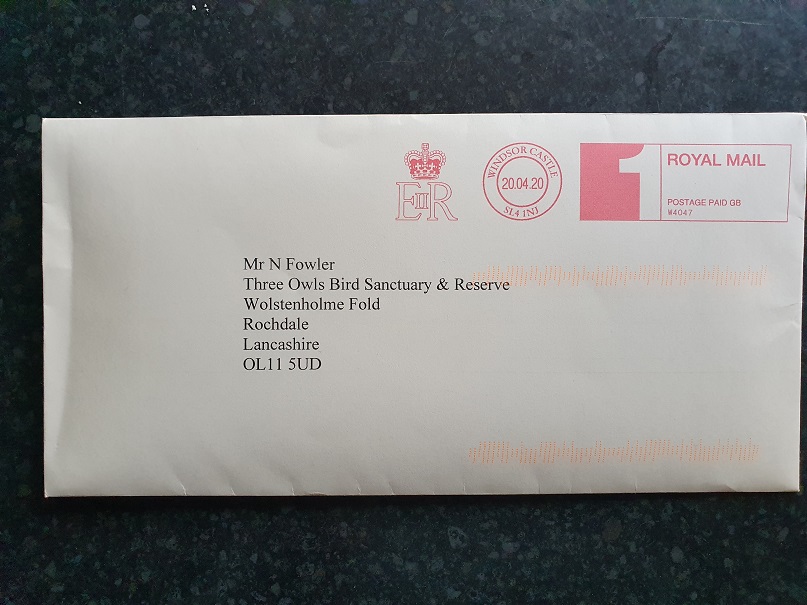 EIIR
WINDSOR CASTLE
20.04.20
SL4 1NJ
1
ROYAL MAIL
POSTAGE PAID GB
W4047
Mr N Fowler
Three Owls Bird Sanctuary & Reserve
Wolstenholme Fold
Rochdale
Lancashire
OL11 5UD